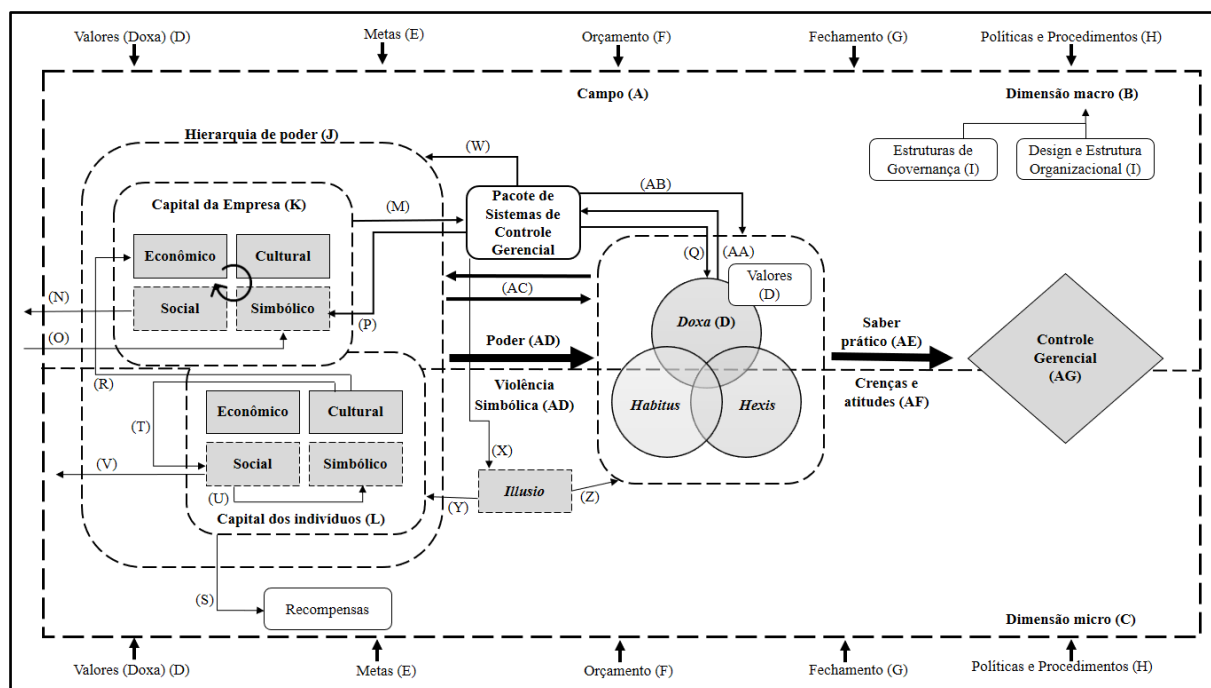 Valores (Doxa) (D)
Metas (E)
Orçamento (F)
Fechamento (G)
Políticas e Procedimentos (H)
Campo (A)
Dimensão macro (B)
Hierarquia de poder (J)
(W)
Estruturas de
Governança (I)
Design e Estrutura
Organizacional (I)
Capital da Empresa (K)
(M)
Pacote de
Sistemas de
Controle
Gerencial
(AB)
Econômico
Cultural
(Q)
(AA)
Valores
(D)
(N)
Social
Simbólico
(AC)
(O)
(P)
Doxa (D)
Poder (AD)
Saber
prático (AE)
Controle
Gerencial
(AG)
(R)
Violência
Simbólica (AD)
Crenças e
atitudes (AF)
Econômico
Cultural
Habitus
Hexis
(T)
Social
Simbólico
(X)
(V)
(U)
Illusio
(Y)
(Z)
Capital dos indivíduos (L)
(S)
Recompensas
Dimensão micro (C)
Valores (Doxa) (D)
Metas (E)
Orçamento (F)
Fechamento (G)
Políticas e Procedimentos (H)